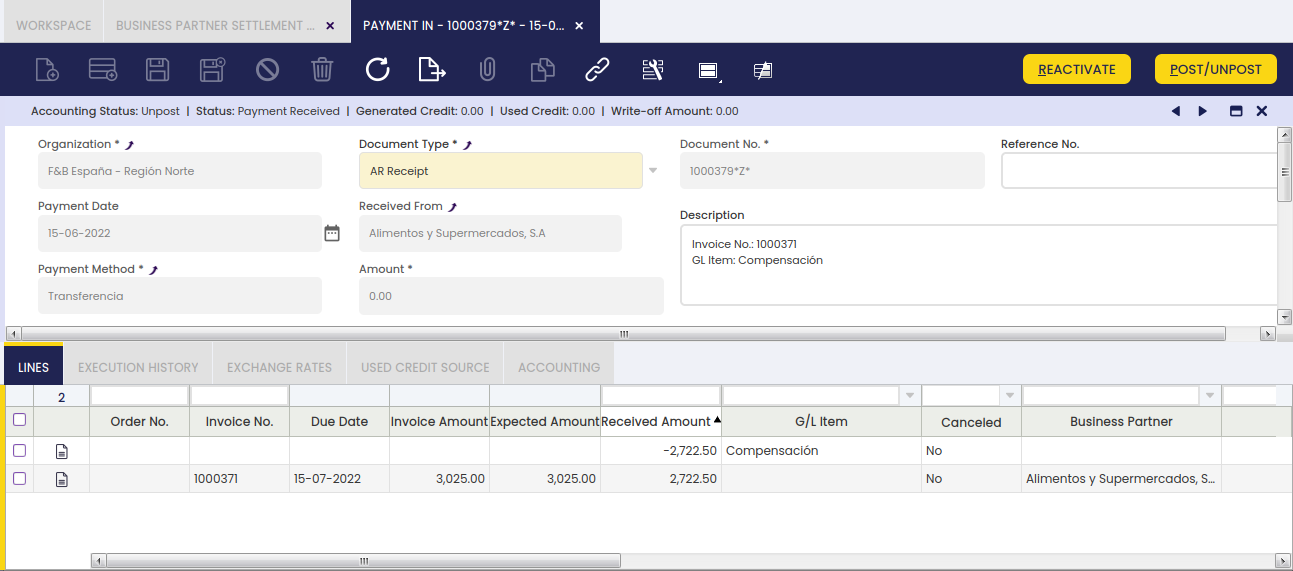 WORKSPACE BUSINESS PARTNER SETTLEMENT ... × PAYMENT IN - 1000379*Z* - 15-0... ×
REACTIVATE POST/UNPOST
Accounting Status: Unpost | Status: Payment Received | Generated Credit: 0.00 | Used Credit: 0.00 | Write-off Amount: 0.00
Organization * Document Type * Document No. * Reference No.
F&B España - Región Norte AR Receipt 1000379*Z*
Payment Date Received From Description
15-06-2022 Alimentos y Supermercados, S.A
Invoice No.: 1000371
GL Item: Compensación
Payment Method * Amount *
Transferencia 0.00
LINES EXECUTION HISTORY EXCHANGE RATES USED CREDIT SOURCE ACCOUNTING
2
Order No. Invoice No. Due Date Invoice Amount Expected Amount Received Amount G/L Item Canceled Business Partner
-2,722.50 Compensación No
1000371 15-07-2022 3,025.00 3,025.00 2,722.50 No Alimentos y Supermercados, S...